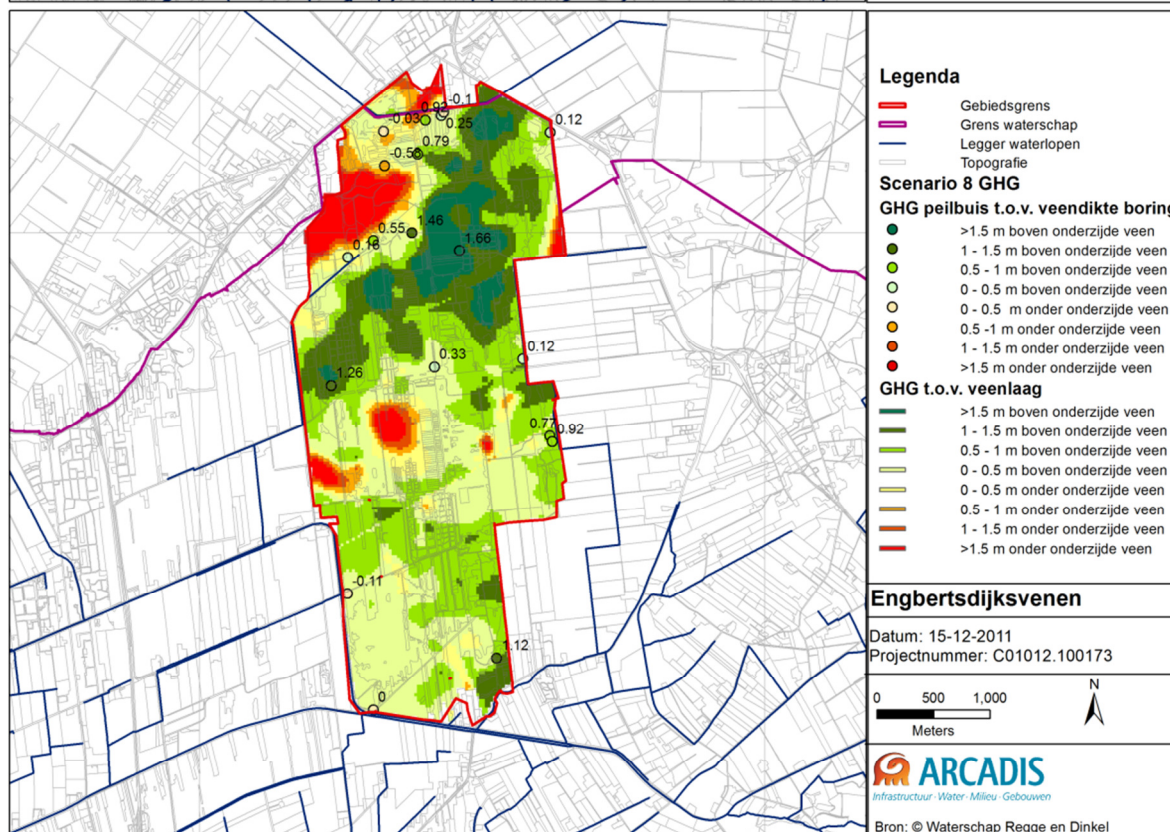 -0.1
0.92
-0.03
0.25
0.12
0.79
-0.56
1.46
0.55
1.66
0.16
0.33
0.12
1.26
0.77
0.92
-0.11
1.12
0
Legenda
Gebiedsgrens
Grens waterschap
Legger waterlopen
Topografie
Scenario 8 GHG
GHG peilbuis t.o.v. veendikte boring
>1.5 m boven onderzijde veen
1 - 1.5 m boven onderzijde veen
0.5 - 1 m boven onderzijde veen
0 - 0.5 m boven onderzijde veen
0 - 0.5 m onder onderzijde veen
0.5 -1 m onder onderzijde veen
1 - 1.5 m onder onderzijde veen
>1.5 m onder onderzijde veen
GHG t.o.v. veenlaag
>1.5 m boven onderzijde veen
1 - 1.5 m boven onderzijde veen
0.5 - 1 m boven onderzijde veen
0 - 0.5 m boven onderzijde veen
0 - 0.5 m onder onderzijde veen
0.5 - 1 m onder onderzijde veen
1 - 1.5 m onder onderzijde veen
>1.5 m onder onderzijde veen
Engbertsdijksvenen
Datum: 15-12-2011
Projectnummer: C01012.100173
0 500 1,000
Meters
N
ARCADIS
Infrastructuur · Water · Milieu · Gebouwen
Bron: © Waterschap Regge en Dinkel